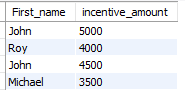 First_name incentive_amount
John 5000
Roy 4000
John 4500
Michael 3500